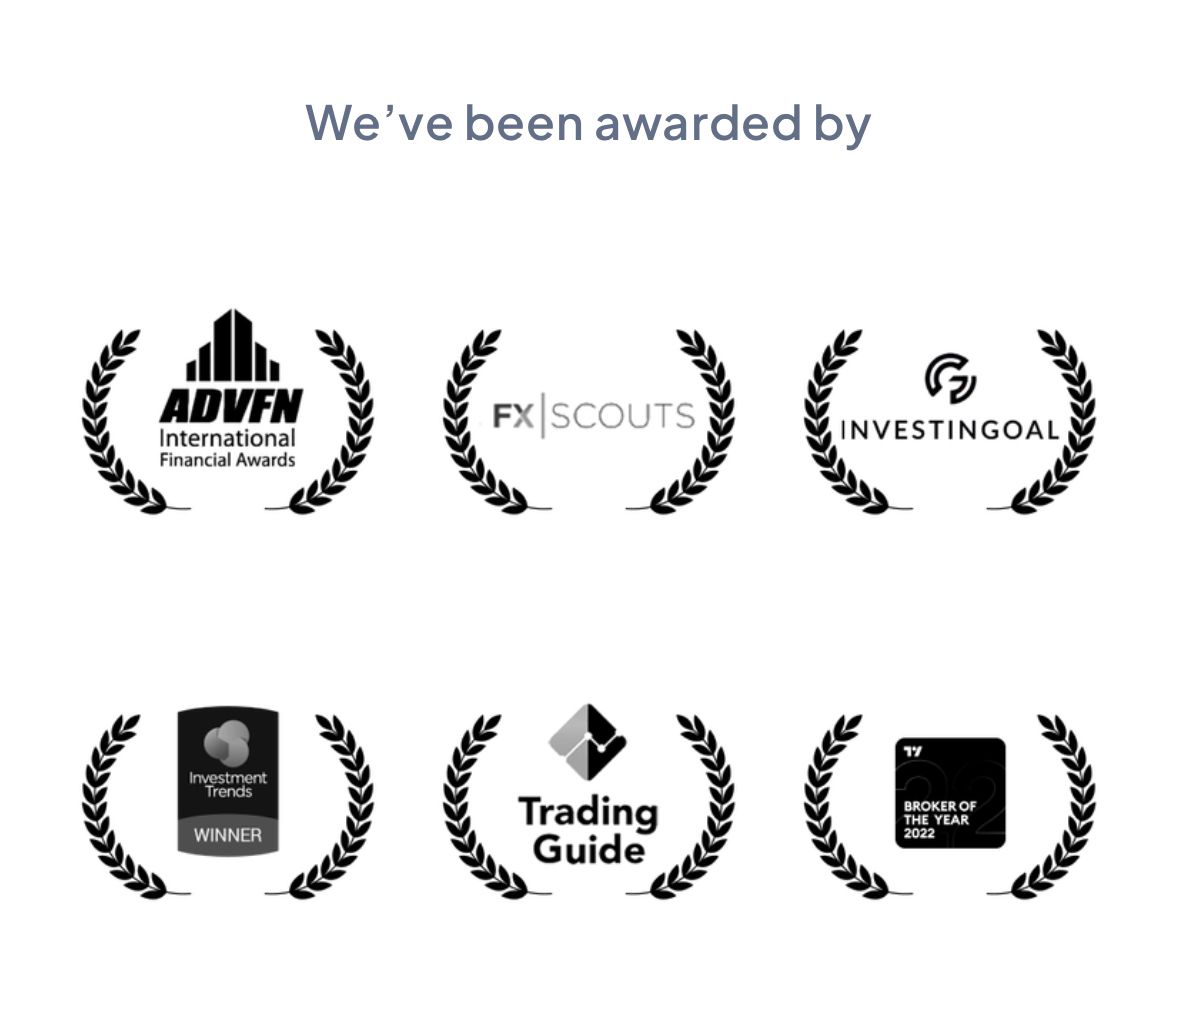 We’ve been awarded by
ADVFN
International
Financial Awards
FX|SCOUTS
INVESTINGOAL
Investment
Trends
WINNER
Trading
Guide
BROKER OF
THE YEAR
2022